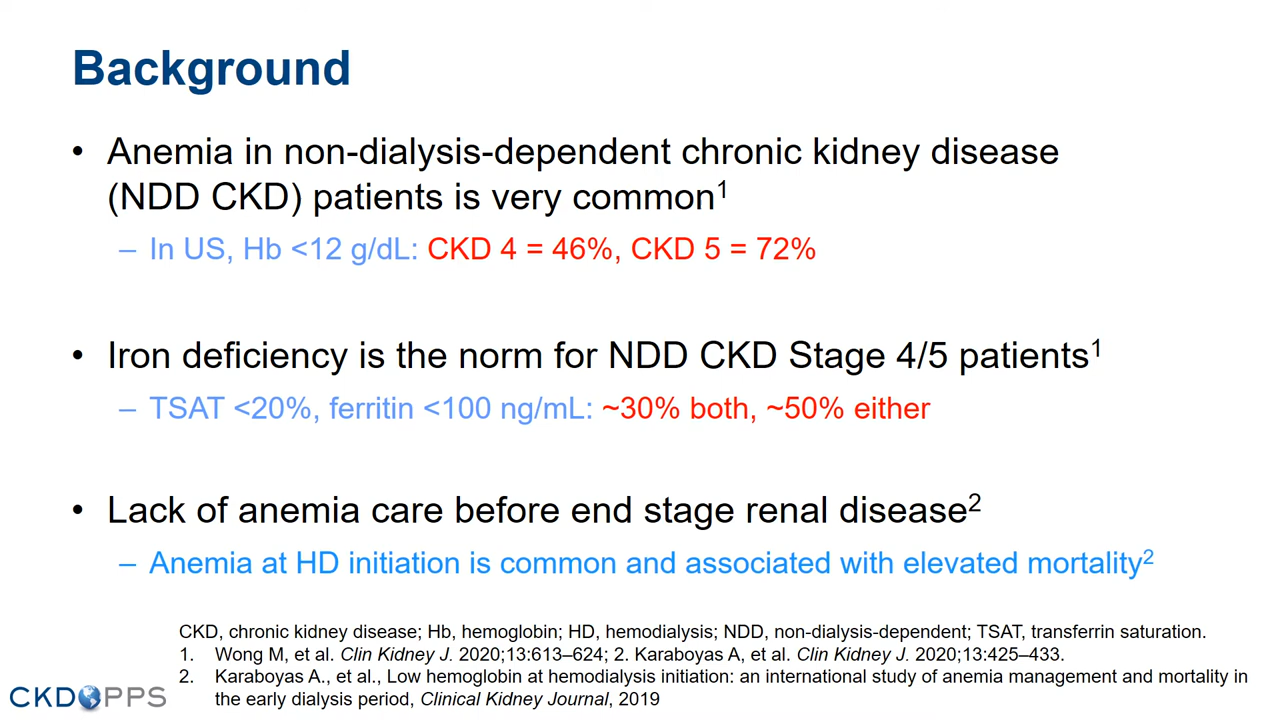 Background
• Anemia in non-dialysis-dependent chronic kidney disease
(NDD CKD) patients is very common¹
– In US, Hb <12 g/dL: CKD 4 = 46%, CKD 5 = 72%
• Iron deficiency is the norm for NDD CKD Stage 4/5 patients¹
– TSAT <20%, ferritin <100 ng/mL: ~30% both, ~50% either
• Lack of anemia care before end stage renal disease²
– Anemia at HD initiation is common and associated with elevated mortality²
CKD, chronic kidney disease; Hb, hemoglobin; HD, hemodialysis; NDD, non-dialysis-dependent; TSAT, transferrin saturation.
1. Wong M, et al. Clin Kidney J. 2020;13:613–624; 2. Karaboyas A, et al. Clin Kidney J. 2020;13:425–433.
2. Karaboyas A., et al., Low hemoglobin at hemodialysis initiation: an international study of anemia management and mortality in
the early dialysis period, Clinical Kidney Journal, 2019
CKDOPPS